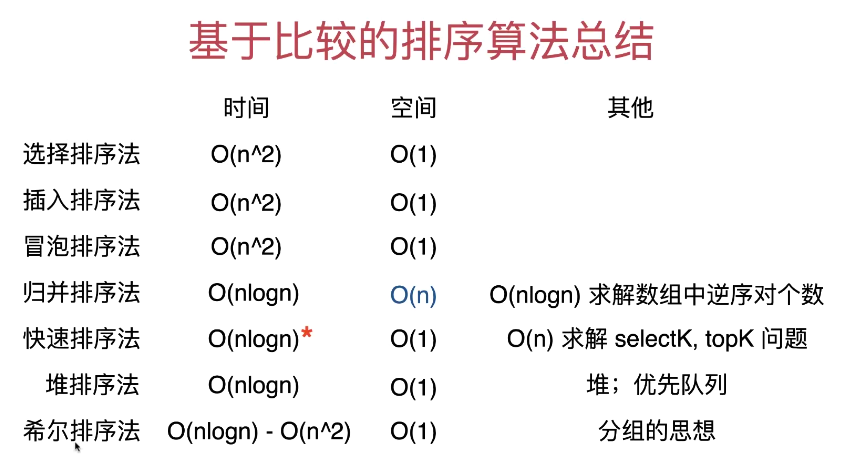 基于比较的排序算法总结
时间 空间 其他
选择排序法 O(n^2) O(1)
插入排序法 O(n^2) O(1)
冒泡排序法 O(n^2) O(1)
归并排序法 O(nlogn) O(n) O(nlogn) 求解数组中逆序对个数
快速排序法 O(nlogn)* O(1) O(n) 求解 selectK, topK 问题
堆排序法 O(nlogn) O(1) 堆；优先队列
希尔排序法 O(nlogn) - O(n^2) O(1) 分组的思想